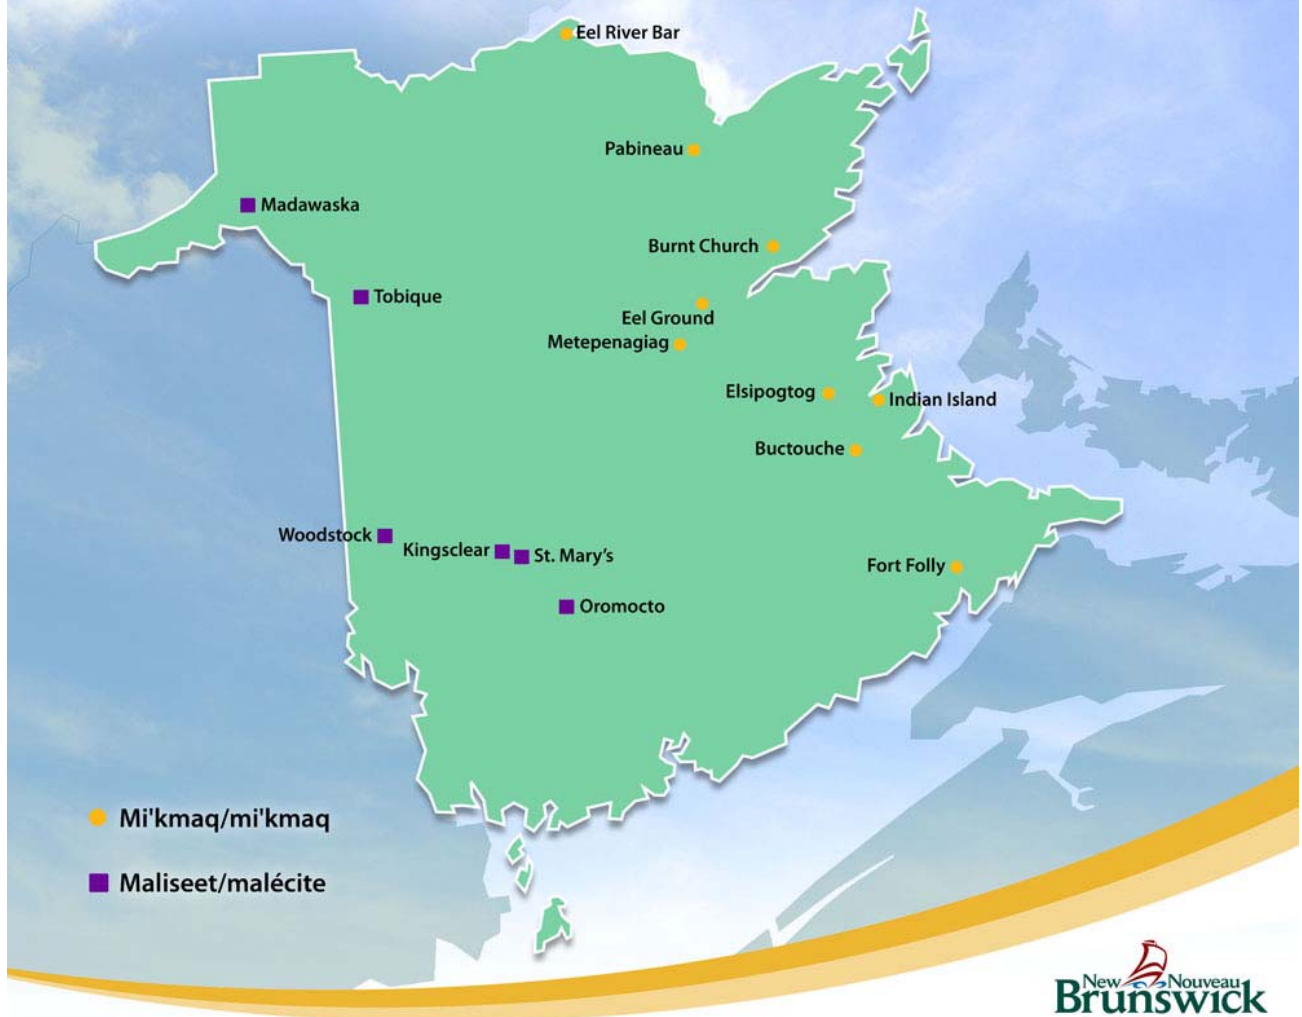 Eel River Bar
Pabineau
Madawaska
Burnt Church
Tobique
Eel Ground
Metepenagiag
Elsipogtog
Indian Island
Buctouche
Woodstock
Kingsclear
St. Mary's
Fort Folly
Oromocto
Mi'kmaq/mi'kmaq
Maliseet/malécite
New Nouveau
Brunswick